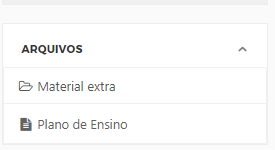 ARQUIVOS
Material extra
Plano de Ensino